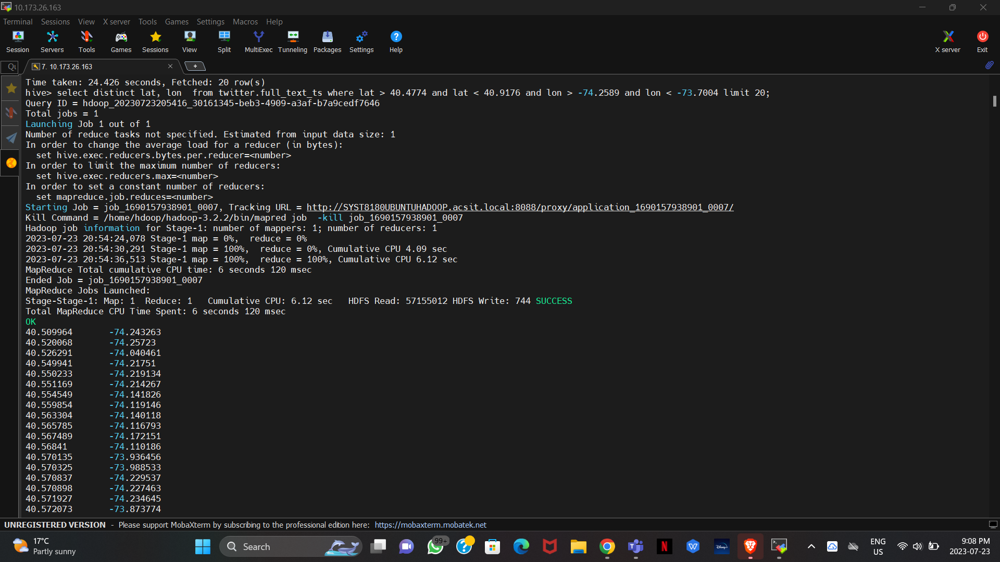 10.173.26.163
Terminal Sessions View X server Tools Games Settings Macros Help
Session Servers Tools Games Sessions View Split MultiExec Tunneling Packages Settings Help X server Exit
7. 10.173.26.163
Time taken: 24.426 seconds, Fetched: 20 row(s)
hive> select distinct lat, lon  from twitter.full_text_ts where lat > 40.4774 and lat < 40.9176 and lon > -74.2589 and lon < -73.7004 limit 20;
Query ID = hdoop_20230723205416_30161345-beb3-4909-a3af-b7a9cedf7646
Total jobs = 1
Launching Job 1 out of 1
Number of reduce tasks not specified. Estimated from input data size: 1
In order to change the average load for a reducer (in bytes):
  set hive.exec.reducers.bytes.per.reducer=<number>
In order to limit the maximum number of reducers:
  set hive.exec.reducers.max=<number>
In order to set a constant number of reducers:
  set mapreduce.job.reduces=<number>
Starting Job = job_1690157938901_0007, Tracking URL = http://SYST8180UBUNTUHADOOP.acsit.local:8088/proxy/application_1690157938901_0007/
Kill Command = /home/hdoop/hadoop-3.2.2/bin/mapred job  -kill job_1690157938901_0007
Hadoop job information for Stage-1: number of mappers: 1; number of reducers: 1
2023-07-23 20:54:24,078 Stage-1 map = 0%,  reduce = 0%
2023-07-23 20:54:30,291 Stage-1 map = 100%,  reduce = 0%, Cumulative CPU 4.09 sec
2023-07-23 20:54:36,513 Stage-1 map = 100%,  reduce = 100%, Cumulative CPU 6.12 sec
MapReduce Total cumulative CPU time: 6 seconds 120 msec
Ended Job = job_1690157938901_0007
MapReduce Jobs Launched:
Stage-Stage-1: Map: 1  Reduce: 1   Cumulative CPU: 6.12 sec   HDFS Read: 57155012 HDFS Write: 744 SUCCESS
Total MapReduce CPU Time Spent: 6 seconds 120 msec
OK
40.509964 -74.243263
40.520068 -74.25723
40.526291 -74.040461
40.549941 -74.21751
40.550233 -74.219134
40.551169 -74.214267
40.554549 -74.141826
40.559854 -74.119146
40.563304 -74.140118
40.565785 -74.116793
40.567489 -74.172151
40.56841 -74.110186
40.570135 -73.936456
40.570325 -73.988533
40.570837 -74.229537
40.570898 -74.227463
40.571927 -74.234645
40.572073 -73.873774
UNREGISTERED VERSION - Please support MobaXterm by subscribing to the professional edition here: https://mobaxterm.mobatek.net
17°C
Partly sunny
Search
99+
Disney+
ENG
US
9:08 PM
2023-07-23